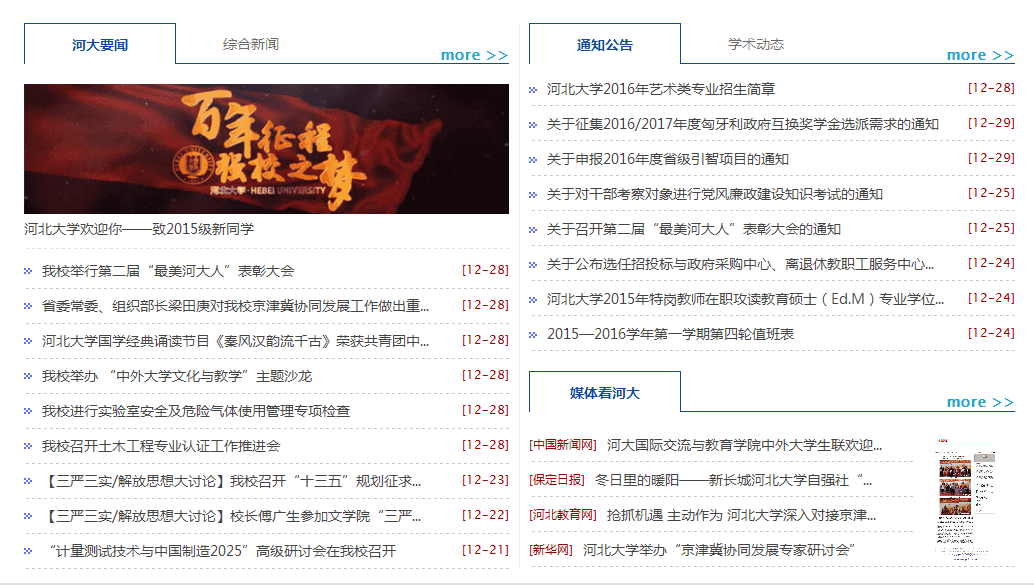 河大要闻 综合新闻 more >>
百年征程
强校之梦
河北大学·HEBEI UNIVERSITY
河北大学欢迎你——致2015级新同学
我校举行第二届“最美河大人”表彰大会 [12-28]
省委常委、组织部长梁田庚对我校京津冀协同发展工作做出重... [12-28]
河北大学国学经典诵读节目《秦风汉韵流千古》荣获共青团中... [12-28]
我校举办 “中外大学文化与教学”主题沙龙 [12-28]
我校进行实验室安全及危险气体使用管理专项检查 [12-28]
我校召开土木工程专业认证工作推进会 [12-28]
【三严三实/解放思想大讨论】我校召开“十三五”规划征求... [12-23]
【三严三实/解放思想大讨论】校长傅广生参加文学院“三严... [12-22]
“计量测试技术与中国制造2025”高级研讨会在我校召开 [12-21]
通知公告 学术动态 more >>
河北大学2016年艺术类专业招生简章 [12-28]
关于征集2016/2017年度匈牙利政府互换奖学金选派需求的通知 [12-29]
关于申报2016年度省级引智项目的通知 [12-29]
关于对干部考察对象进行党风廉政建设知识考试的通知 [12-25]
关于召开第二届“最美河大人”表彰大会的通知 [12-25]
关于公布选任招投标与政府采购中心、离退休教职工服务中心... [12-24]
河北大学2015年特岗教师在职攻读教育硕士（Ed.M）专业学位... [12-24]
2015—2016学年第一学期第四轮值班表 [12-24]
媒体看河大 more >>
[中国新闻网] 河大国际交流与教育学院中外大学生联欢迎...
[保定日报] 冬日里的暖阳——新长城河北大学自强社“...
[河北教育网] 抢抓机遇 主动作为 河北大学深入对接京津...
[新华网] 河北大学举办“京津冀协同发展专家研讨会”